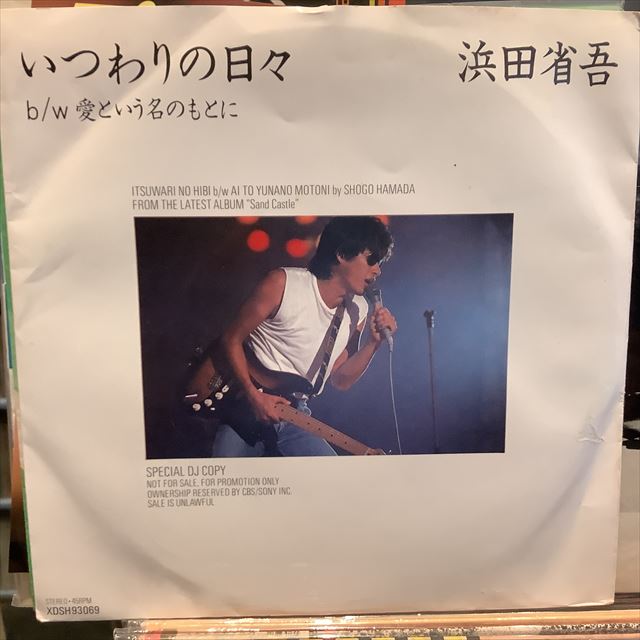 いつわりの日々
浜田省吾
b/w 愛という名のもとに
ITSUWARI NO HIBI b/w AI TO YUNANO MOTONI by SHOGO HAMADA
FROM THE LATEST ALBUM "Sand Castle"
SPECIAL DJ COPY
NOT FOR SALE, FOR PROMOTION ONLY
OWNERSHIP RESERVED BY CBS/SONY INC.
SALE IS UNLAWFUL
STEREO・45RPM
XDSH93069